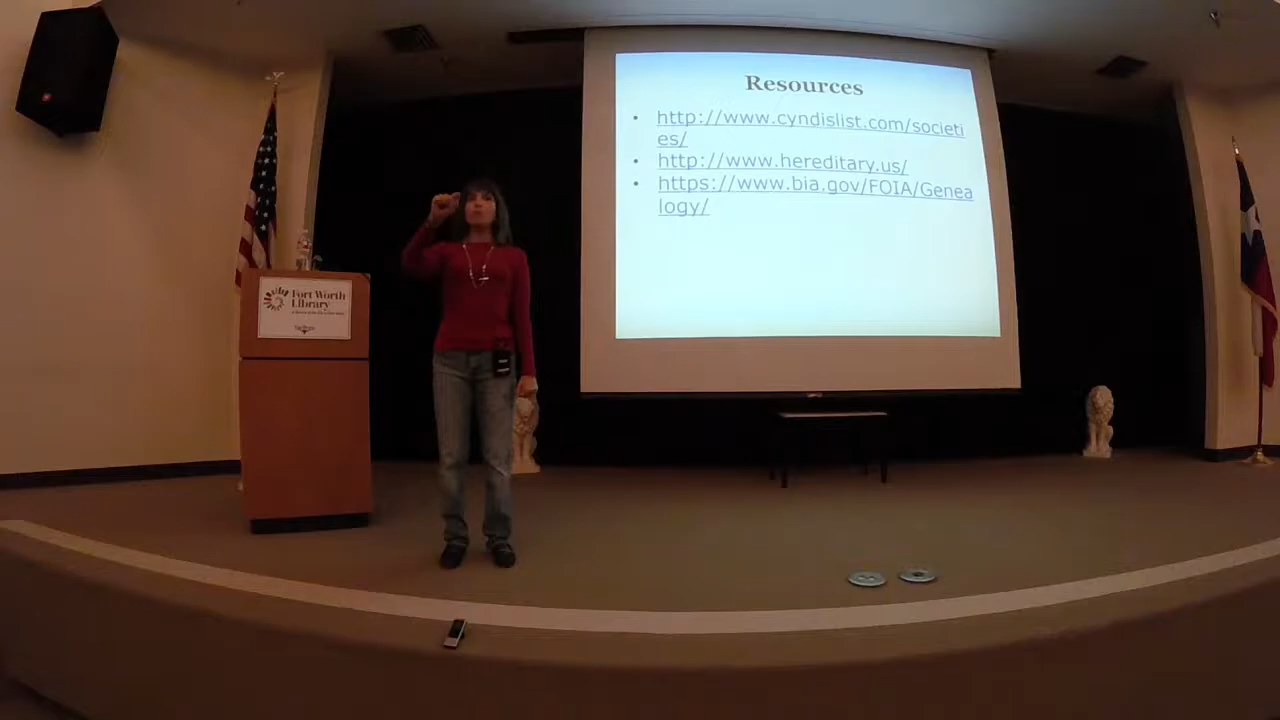 Resources
• http://www.cyndislist.com/societi
es/
• http://www.hereditary.us/
• https://www.bia.gov/FOIA/Genea
logy/
Fort Worth
Library